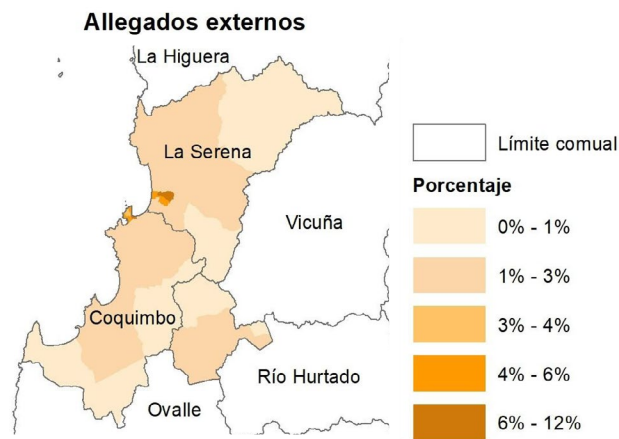 Allegados externos
La Higuera
La Serena
Vicuña
Coquimbo
Río Hurtado
Ovalle
Límite comual
Porcentaje
0% - 1%
1% - 3%
3% - 4%
4% - 6%
6% - 12%